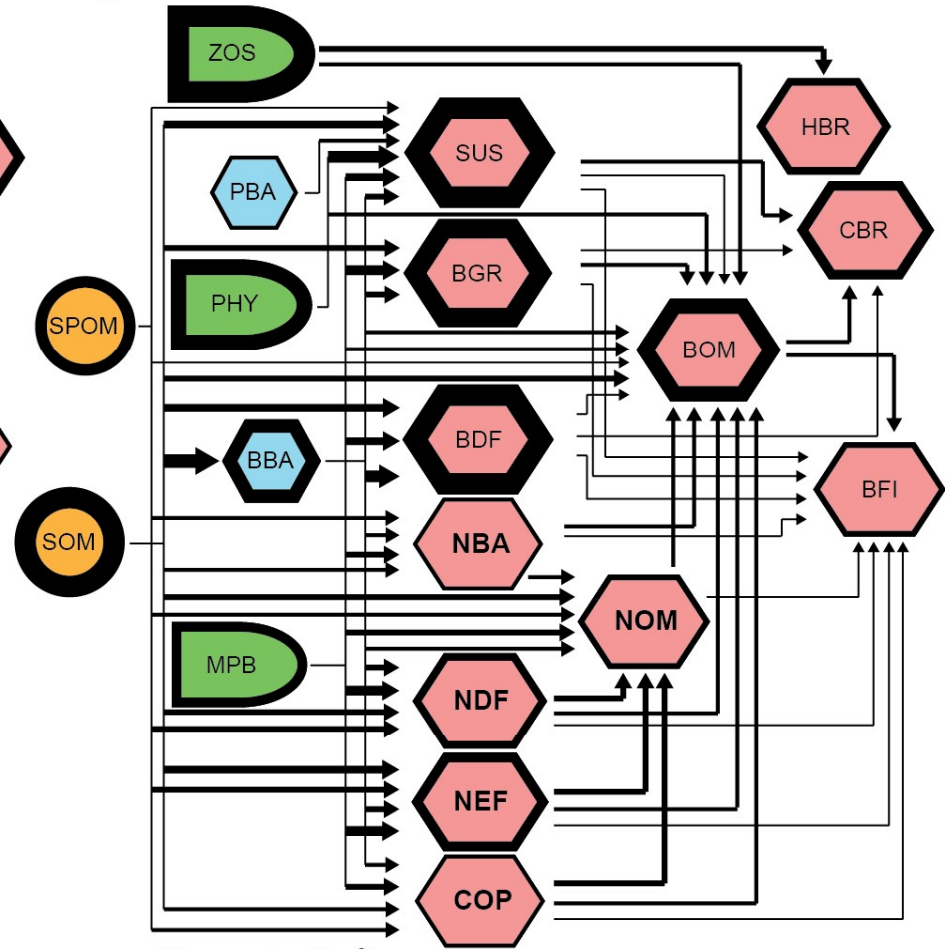 ZOS
HBR
SUS
PBA
CBR
BGR
PHY
SPOM
BOM
BDF
BBA
BFI
SOM
NBA
NOM
MPB
NDF
NEF
COP